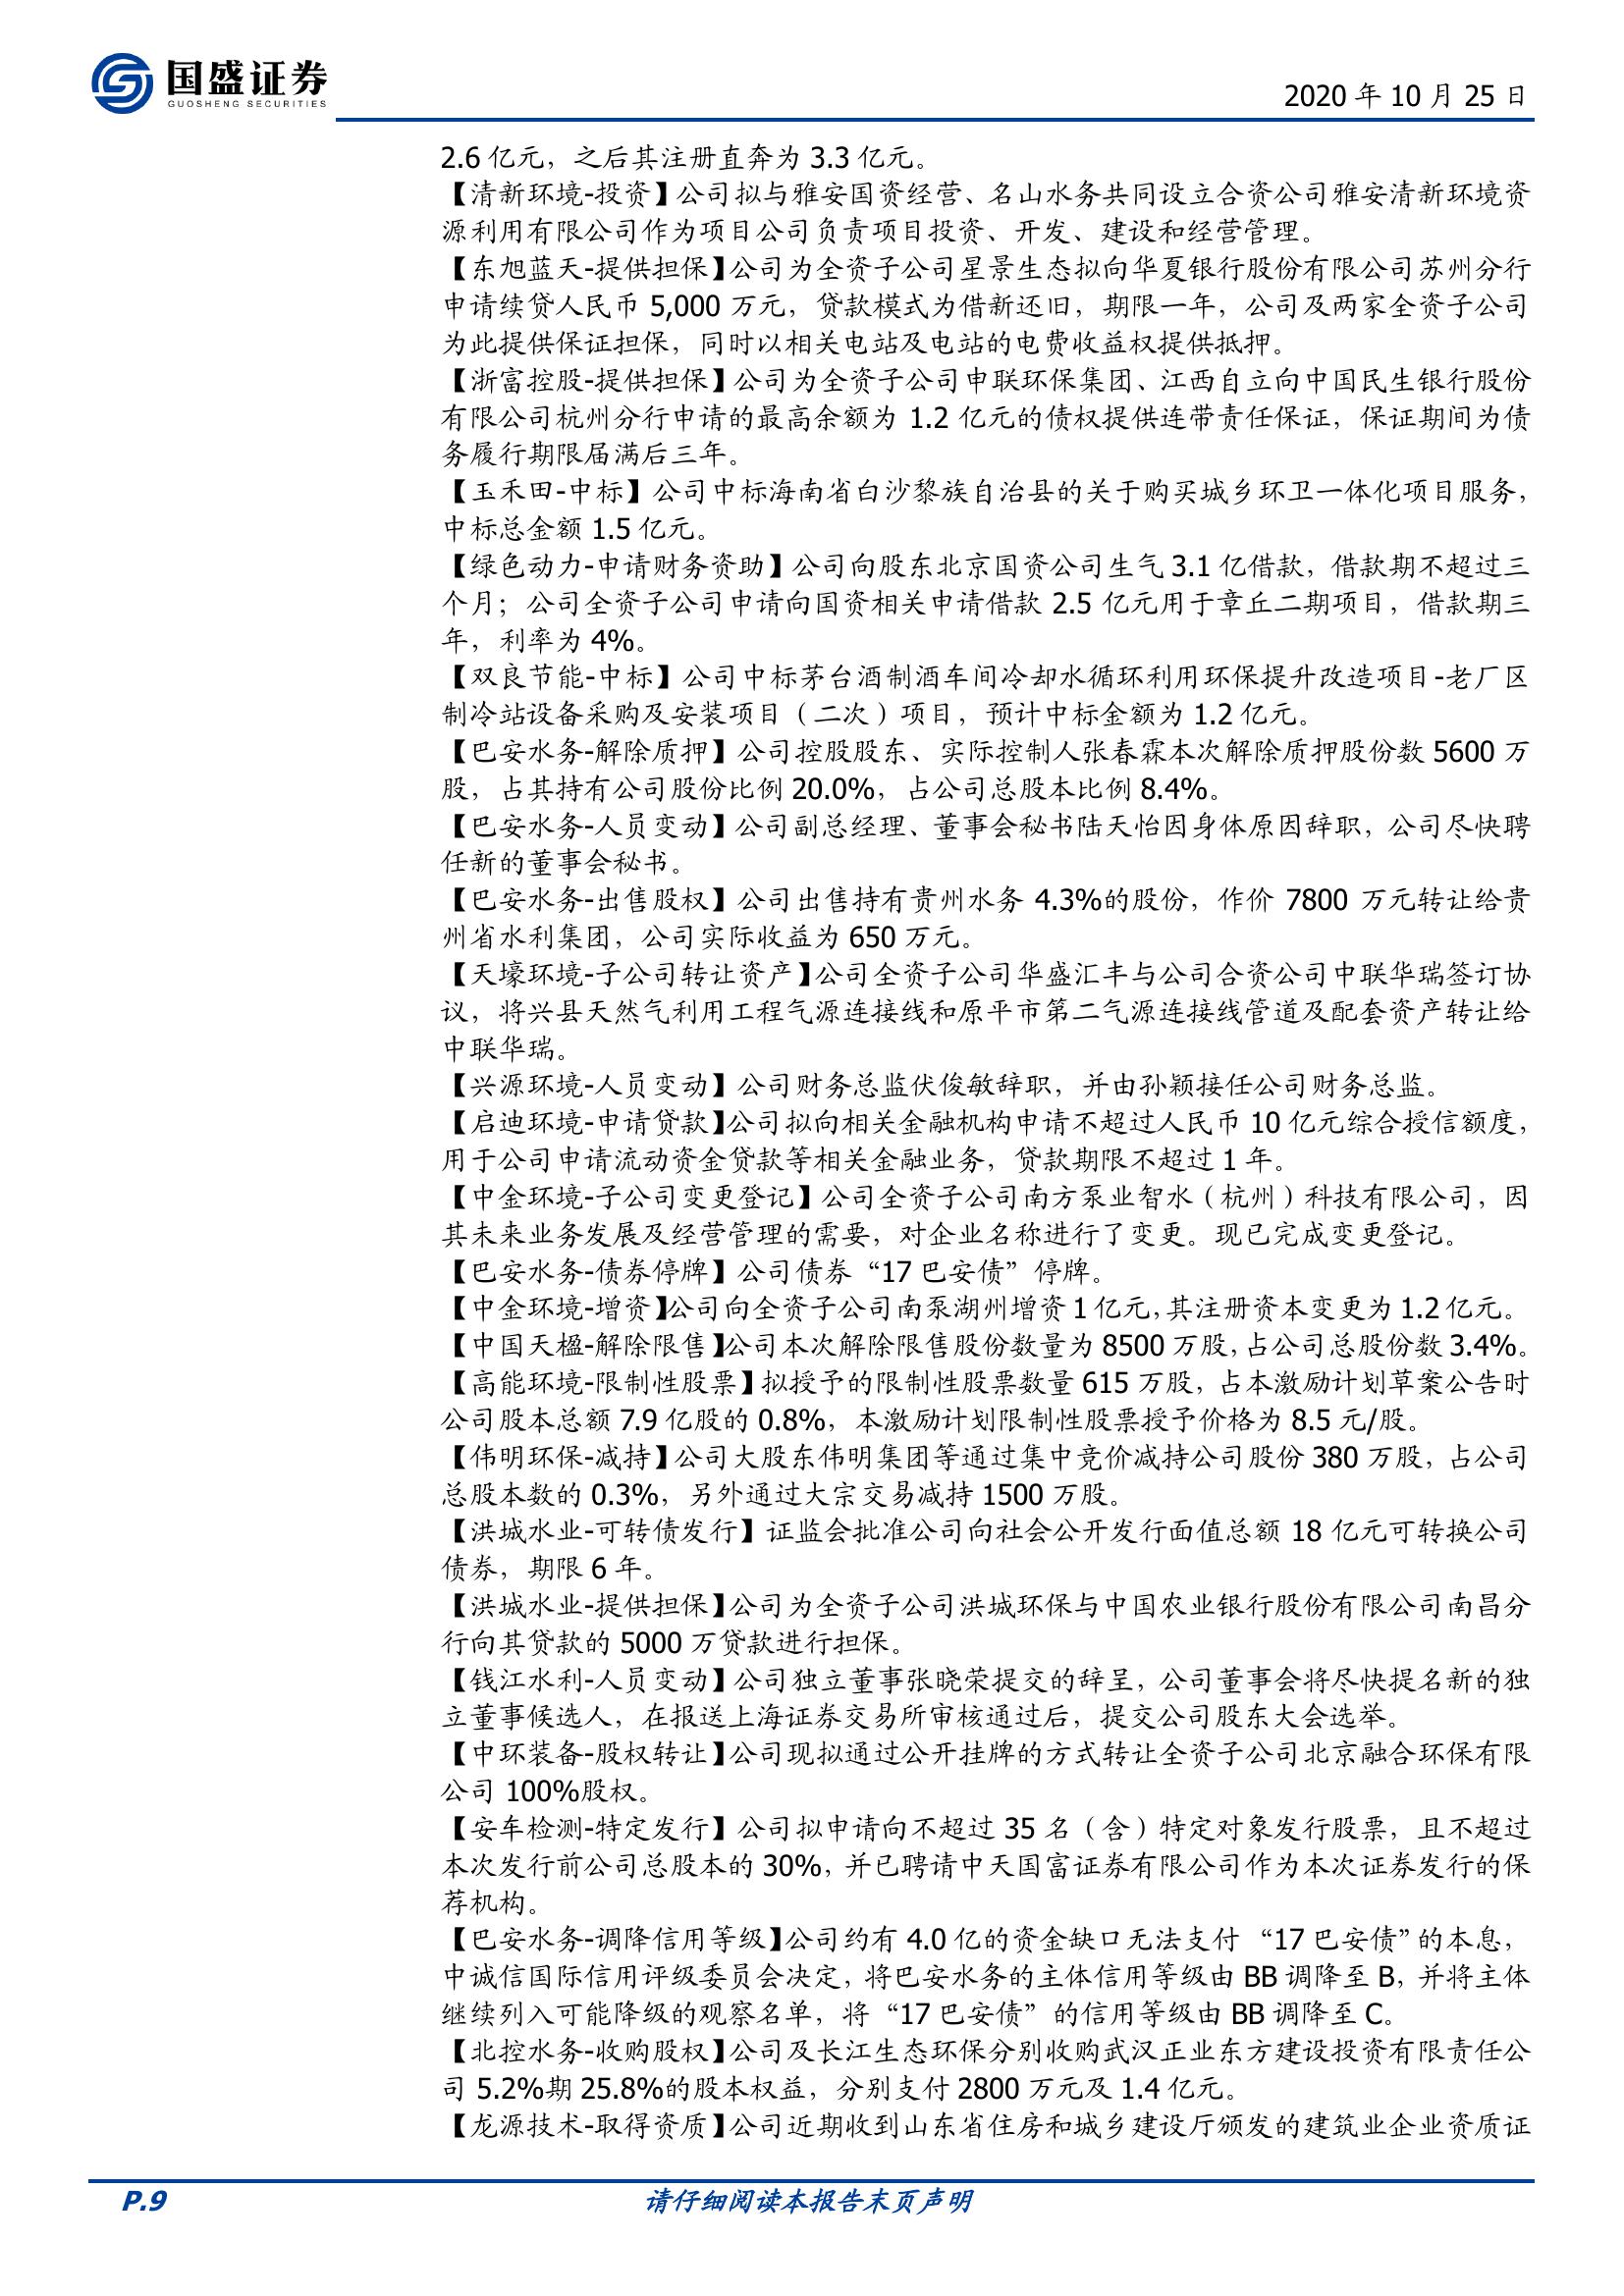 国盛证券
GUOSHENG SECURITIES
2020 年 10 月 25 日
2.6 亿元，之后其注册直奔为 3.3 亿元。
【清新环境-投资】公司拟与雅安国资经营、名山水务共同设立合资公司雅安清新环境资
源利用有限公司作为项目公司负责项目投资、开发、建设和经营管理。
【东旭蓝天-提供担保】公司为全资子公司星景生态拟向华夏银行股份有限公司苏州分行
申请续贷人民币 5,000 万元，贷款模式为借新还旧，期限一年，公司及两家全资子公司
为此提供保证担保，同时以相关电站及电站的电费收益权提供抵押。
【浙富控股-提供担保】公司为全资子公司申联环保集团、江西自立向中国民生银行股份
有限公司杭州分行申请的最高余额为 1.2 亿元的债权提供连带责任保证，保证期间为债
务履行期限届满后三年。
【玉禾田-中标】公司中标海南省白沙黎族自治县的关于购买城乡环卫一体化项目服务，
中标总金额 1.5 亿元。
【绿色动力-申请财务资助】公司向股东北京国资公司生气 3.1 亿借款，借款期不超过三
个月；公司全资子公司申请向国资相关申请借款 2.5 亿元用于章丘二期项目，借款期三
年，利率为 4%。
【双良节能-中标】公司中标茅台酒制酒车间冷却水循环利用环保提升改造项目-老厂区
制冷站设备采购及安装项目（二次）项目，预计中标金额为 1.2 亿元。
【巴安水务-解除质押】公司控股股东、实际控制人张春霖本次解除质押股份数 5600 万
股，占其持有公司股份比例 20.0%，占公司总股本比例 8.4%。
【巴安水务-人员变动】公司副总经理、董事会秘书陆天怡因身体原因辞职，公司尽快聘
任新的董事会秘书。
【巴安水务-出售股权】公司出售持有贵州水务 4.3%的股份，作价 7800 万元转让给贵
州省水利集团，公司实际收益为 650 万元。
【天壕环境-子公司转让资产】公司全资子公司华盛汇丰与公司合资公司中联华瑞签订协
议，将兴县天然气利用工程气源连接线和原平市第二气源连接线管道及配套资产转让给
中联华瑞。
【兴源环境-人员变动】公司财务总监伏俊敏辞职，并由孙颖接任公司财务总监。
【启迪环境-申请贷款】公司拟向相关金融机构申请不超过人民币 10 亿元综合授信额度，
用于公司申请流动资金贷款等相关金融业务，贷款期限不超过 1 年。
【中金环境-子公司变更登记】公司全资子公司南方泵业智水（杭州）科技有限公司，因
其未来业务发展及经营管理的需要，对企业名称进行了变更。现已完成变更登记。
【巴安水务-债券停牌】公司债券“17 巴安债”停牌。
【中金环境-增资】公司向全资子公司南泵湖州增资 1 亿元，其注册资本变更为 1.2 亿元。
【中国天楹-解除限售】公司本次解除限售股份数量为 8500 万股，占公司总股份数 3.4%。
【高能环境-限制性股票】拟授予的限制性股票数量 615 万股，占本激励计划草案公告时
公司股本总额 7.9 亿股的 0.8%，本激励计划限制性股票授予价格为 8.5 元/股。
【伟明环保-减持】公司大股东伟明集团等通过集中竞价减持公司股份 380 万股，占公司
总股本数的 0.3%，另外通过大宗交易减持 1500 万股。
【洪城水业-可转债发行】证监会批准公司向社会公开发行面值总额 18 亿元可转换公司
债券，期限 6 年。
【洪城水业-提供担保】公司为全资子公司洪城环保与中国农业银行股份有限公司南昌分
行向其贷款的 5000 万贷款进行担保。
【钱江水利-人员变动】公司独立董事张晓荣提交的辞呈，公司董事会将尽快提名新的独
立董事候选人，在报送上海证券交易所审核通过后，提交公司股东大会选举。
【中环装备-股权转让】公司现拟通过公开挂牌的方式转让全资子公司北京融合环保有限
公司 100%股权。
【安车检测-特定发行】公司拟申请向不超过 35 名（含）特定对象发行股票，且不超过
本次发行前公司总股本的 30%，并已聘请中天国富证券有限公司作为本次证券发行的保
荐机构。
【巴安水务-调降信用等级】公司约有 4.0 亿的资金缺口无法支付 “17 巴安债”的本息，
中诚信国际信用评级委员会决定，将巴安水务的主体信用等级由 BB 调降至 B，并将主体
继续列入可能降级的观察名单，将“17 巴安债”的信用等级由 BB 调降至 C。
【北控水务-收购股权】公司及长江生态环保分别收购武汉正业东方建设投资有限责任公
司 5.2%期 25.8%的股本权益，分别支付 2800 万元及 1.4 亿元。
【龙源技术-取得资质】公司近期收到山东省住房和城乡建设厅颁发的建筑业企业资质证
P.9
请仔细阅读本报告末页声明